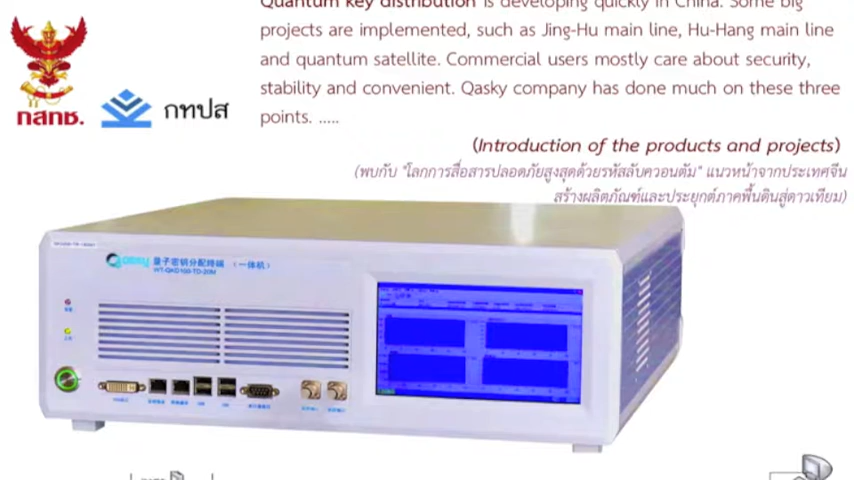 Quantum key distribution is developing quickly in China. Some big
projects are implemented, such as Jing-Hu main line, Hu-Hang main line
and quantum satellite. Commercial users mostly care about security,
stability and convenient. Qasky company has done much on these three
points. .....
กสทช.
กทปส
(Introduction of the products and projects)
(พบกับ "โลกการสื่อสารปลอดภัยสูงสุดด้วยรหัสลับควอนตัม" แนวหน้าจากประเทศจีน
สร้างผลิตภัณฑ์และประยุกต์ภาคพื้นดินสู่ดาวเทียม)
Qasky 量子密钥分配终端 (一体机)
WT-QKD100-TD-20M